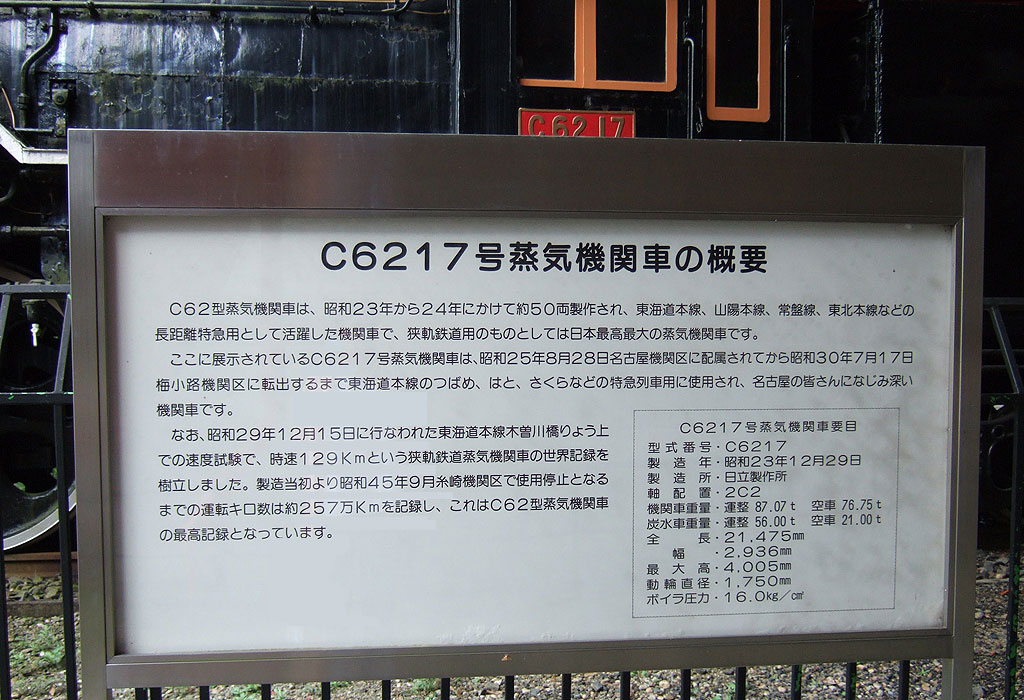 C62 17
C6217号蒸気機関車の概要
C62型蒸気機関車は、昭和23年から24年にかけて約50両製作され、東海道本線、山陽本線、常盤線、東北本線などの
長距離特急用として活躍した機関車で、狭軌鉄道用のものとしては日本最高最大の蒸気機関車です。
ここに展示されているC6217号蒸気機関車は、昭和25年8月28日名古屋機関区に配属されてから昭和30年7月17日
梅小路機関区に転出するまで東海道本線のつばめ、はと、さくらなどの特急列車用に使用され、名古屋の皆さんになじみ深い
機関車です。
なお、昭和29年12月15日に行なわれた東海道本線木曽川橋りょう上
での速度試験で、時速129Kmという狭軌鉄道蒸気機関車の世界記録を
樹立しました。製造当初より昭和45年9月糸崎機関区で使用停止となる
までの運転キロ数は約257万Kmを記録し、これはC62型蒸気機関車
の最高記録となっています。
C6217号蒸気機関車要目
型式番号・C6217
製造年・昭和23年12月29日
製造所・日立製作所
軸配置・2C2
機関車重量・運整 87.07t 空車 76.75t
炭水車重量・運整 56.00t 空車 21.00t
全長・21,475㎜
幅・2,936㎜
最大高・4,005㎜
動輪直径・1,750㎜
ボイラ圧力・16.0kg/㎠